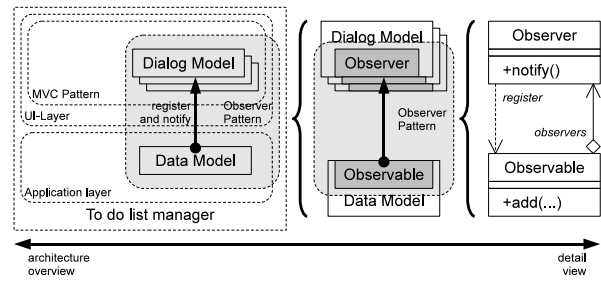 Dialog Model
MVC Pattern
register
and notify
Observer
Pattern
UI-Layer
Data Model
Application layer
To do list manager
Dialog Model
Observer
Observer
Pattern
Observable
Data Model
Observer
+notify()
register
observers
Observable
+add(...)
architecture
overview
detail
view